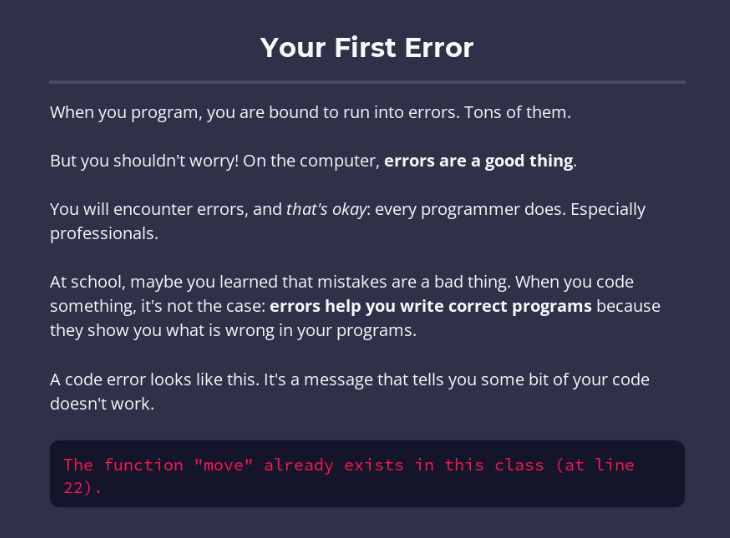 Your First Error
When you program, you are bound to run into errors. Tons of them.
But you shouldn't worry! On the computer, errors are a good thing.
You will encounter errors, and that's okay: every programmer does. Especially
professionals.
At school, maybe you learned that mistakes are a bad thing. When you code
something, it's not the case: errors help you write correct programs because
they show you what is wrong in your programs.
A code error looks like this. It's a message that tells you some bit of your code
doesn't work.
The function "move" already exists in this class (at line
22).